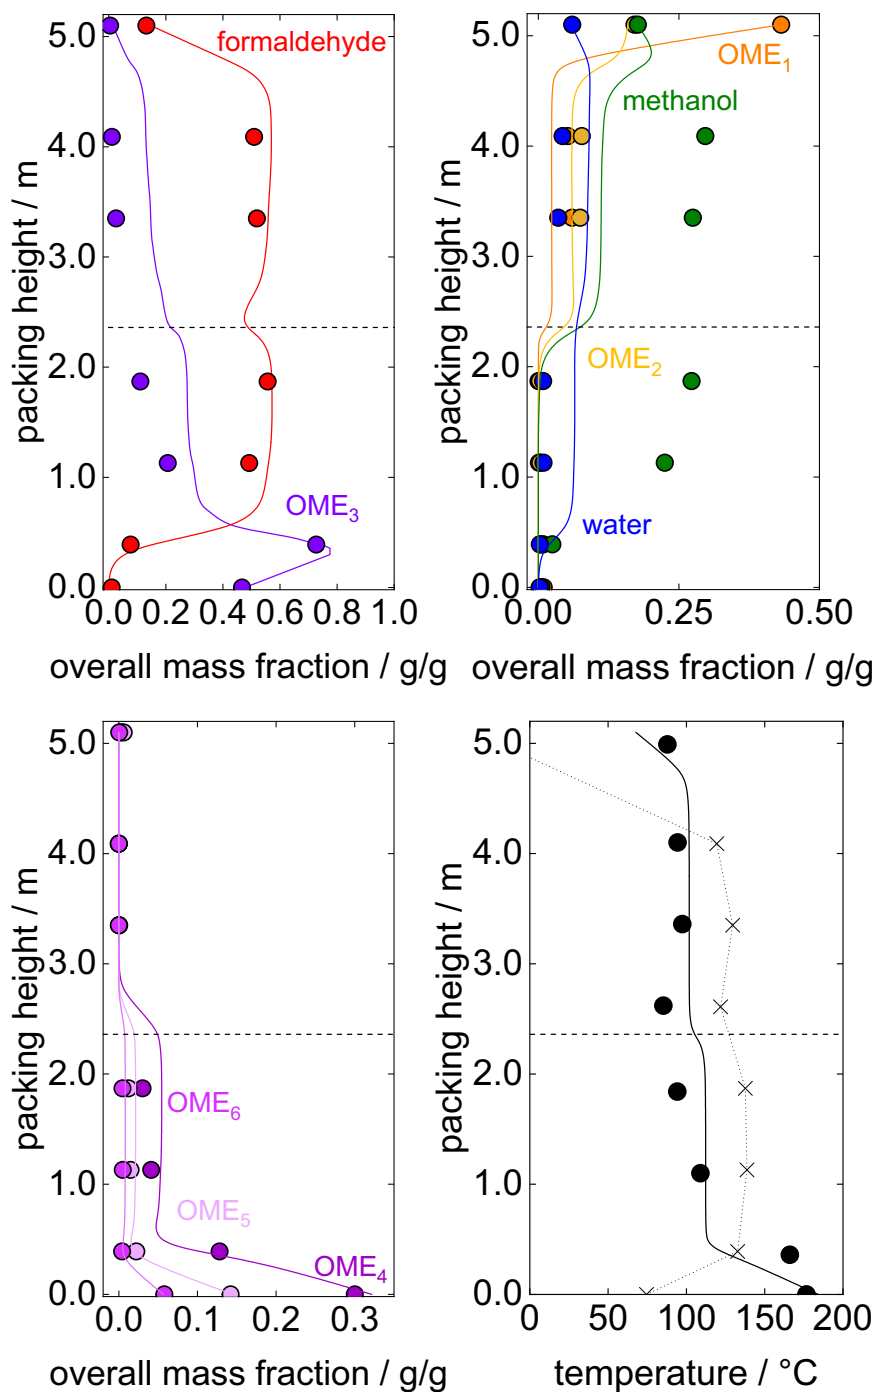 5.0
4.0
3.0
2.0
1.0
0.0
packing height / m
formaldehyde
OME₃
0.0 0.2 0.4 0.6 0.8 1.0
overall mass fraction / g/g
5.0
4.0
3.0
2.0
1.0
0.0
packing height / m
OME₁
methanol
OME₂
water
0.00 0.25 0.50
overall mass fraction / g/g
5.0
4.0
3.0
2.0
1.0
0.0
packing height / m
OME₆
OME₅
OME₄
0.0 0.1 0.2 0.3
overall mass fraction / g/g
5.0
4.0
3.0
2.0
1.0
0.0
packing height / m
0 50 100 150 200
temperature / °C